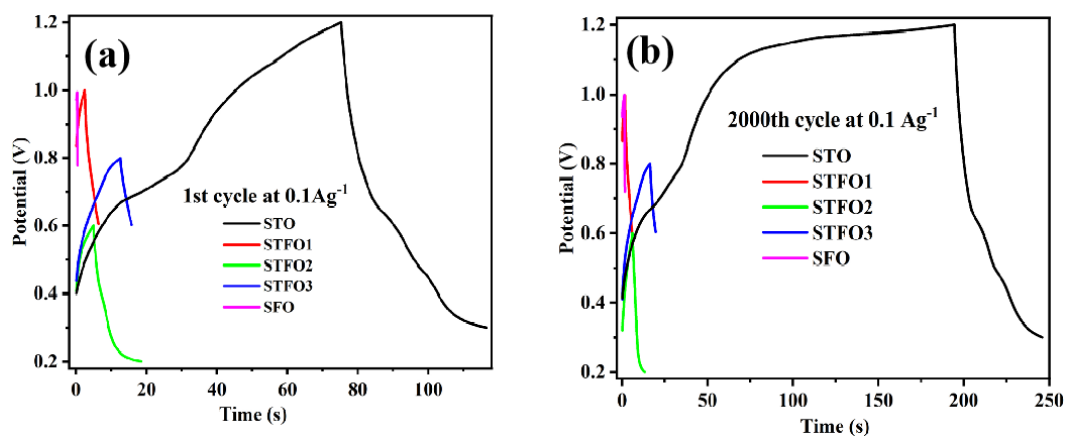 (a)
1.2
1.0
0.8
0.6
0.4
0.2
Potential (V)
1st cycle at 0.1Ag-1
STO
STFO1
STFO2
STFO3
SFO
0 20 40 60 80 100
Time (s)
(b)
1.2
1.0
0.8
0.6
0.4
0.2
Potential (V)
2000th cycle at 0.1 Ag-1
STO
STFO1
STFO2
STFO3
SFO
0 50 100 150 200 250
Time (s)